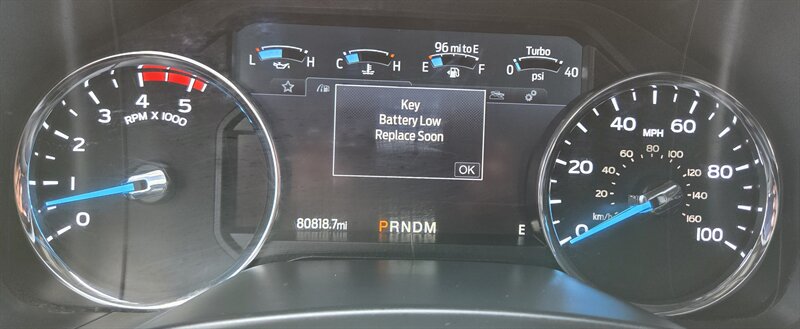 96 mi to E
Turbo
L H
C H
E F
0 40
psi
Key
Battery Low
Replace Soon
OK
80818.7mi
PRNDM
E
0
1
2
3
4
5
RPM X 1000
0
20
40
60
80
100
MPH
20
40
60
80
100
120
140
160
km/h